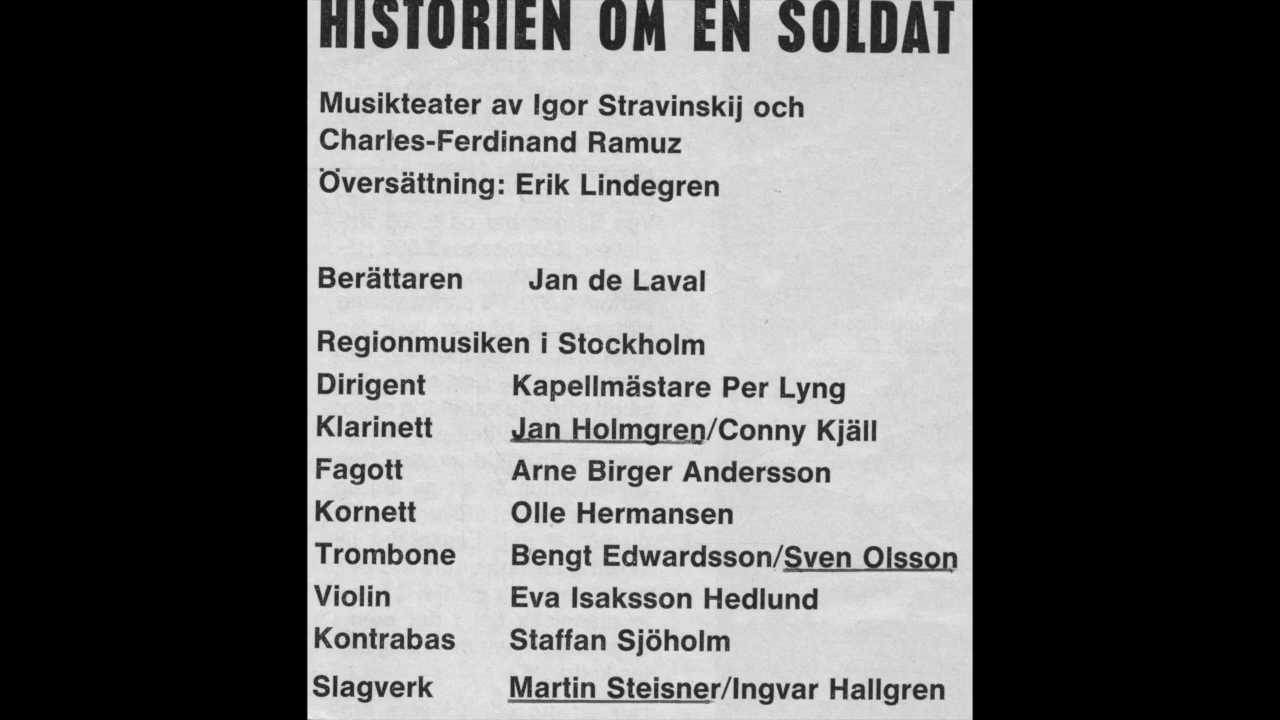 HISTORIEN OM EN SOLDAT
Musikteater av Igor Stravinskij och
Charles-Ferdinand Ramuz
Översättning: Erik Lindegren
Berättaren Jan de Laval
Regionmusiken i Stockholm
Dirigent Kapellmästare Per Lyng
Klarinett Jan Holmgren/Conny Kjäll
Fagott Arne Birger Andersson
Kornett Olle Hermansen
Trombone Bengt Edwardsson/Sven Olsson
Violin Eva Isaksson Hedlund
Kontrabas Staffan Sjöholm
Slagverk Martin Steisner/Ingvar Hallgren